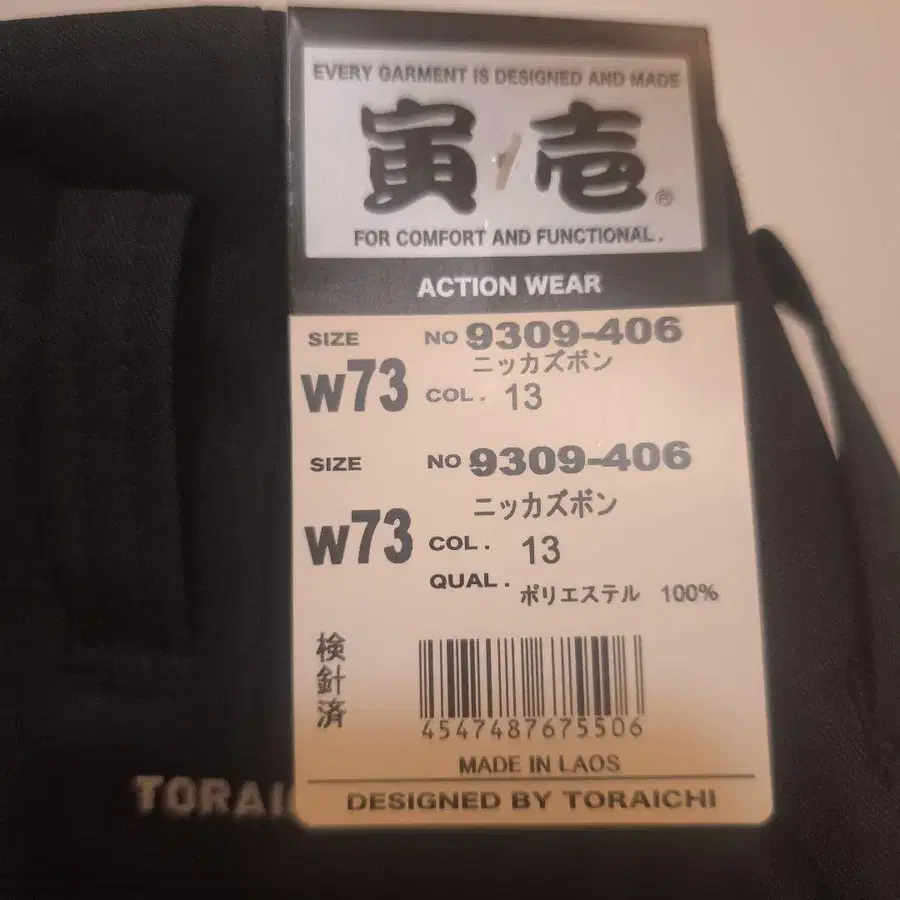 EVERY GARMENT IS DESIGNED AND MADE
寅壱®
FOR COMFORT AND FUNCTIONAL.
ACTION WEAR
SIZE NO 9309-406
ニッカズボン
W73 COL. 13
SIZE NO 9309-406
ニッカズボン
W73 COL. 13
QUAL. ポリエステル 100%
検針済
4547487675506
MADE IN LAOS
DESIGNED BY TORAICHI
TORAI